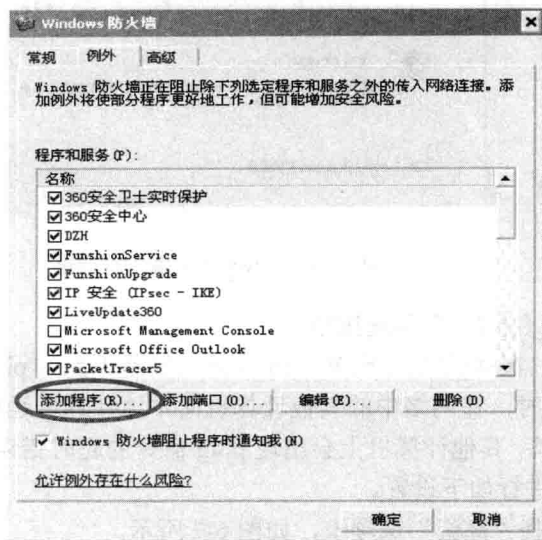 Windows 防火墙
常规 例外 高级
Windows 防火墙正在阻止除下列选定程序和服务之外的传入网络连接。添
加例外将使部分程序更好地工作，但可能增加安全风险。
程序和服务(P):
名称
360安全卫士实时保护
360安全中心
DZH
FunshionService
FunshionUpgrade
IP 安全 (IPsec - IKE)
LiveUpdate360
Microsoft Management Console
Microsoft Office Outlook
PacketTracer5
添加程序(R)... 添加端口(O)... 编辑(E)... 删除(D)
Windows 防火墙阻止程序时通知我(N)
允许例外存在什么风险?
确定 取消